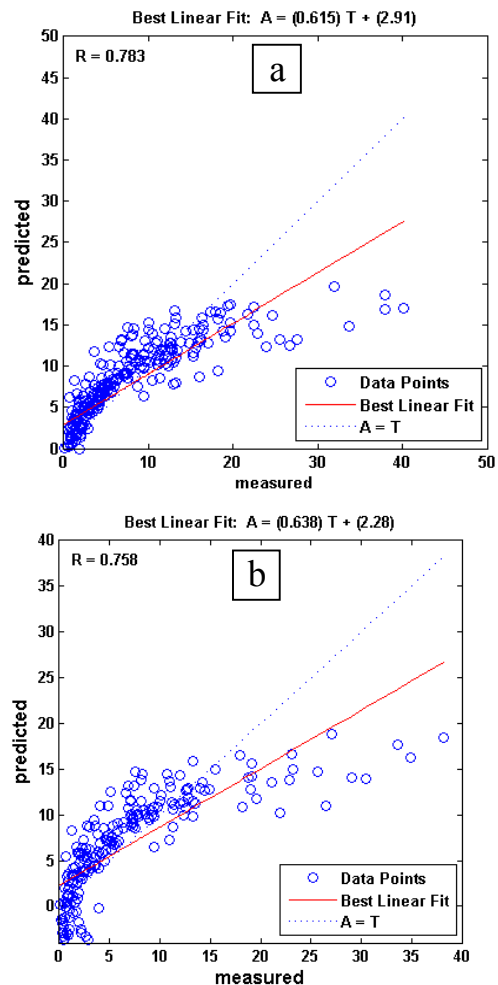 Best Linear Fit: A = (0.615) T + (2.91)
50
45
40
35
30
25
20
15
10
5
0
R = 0.783
a
predicted
Data Points
Best Linear Fit
A = T
0 10 20 30 40 50
measured
Best Linear Fit: A = (0.638) T + (2.28)
40
35
30
25
20
15
10
5
0
R = 0.758
b
predicted
Data Points
Best Linear Fit
A = T
0 5 10 15 20 25 30 35 40
measured